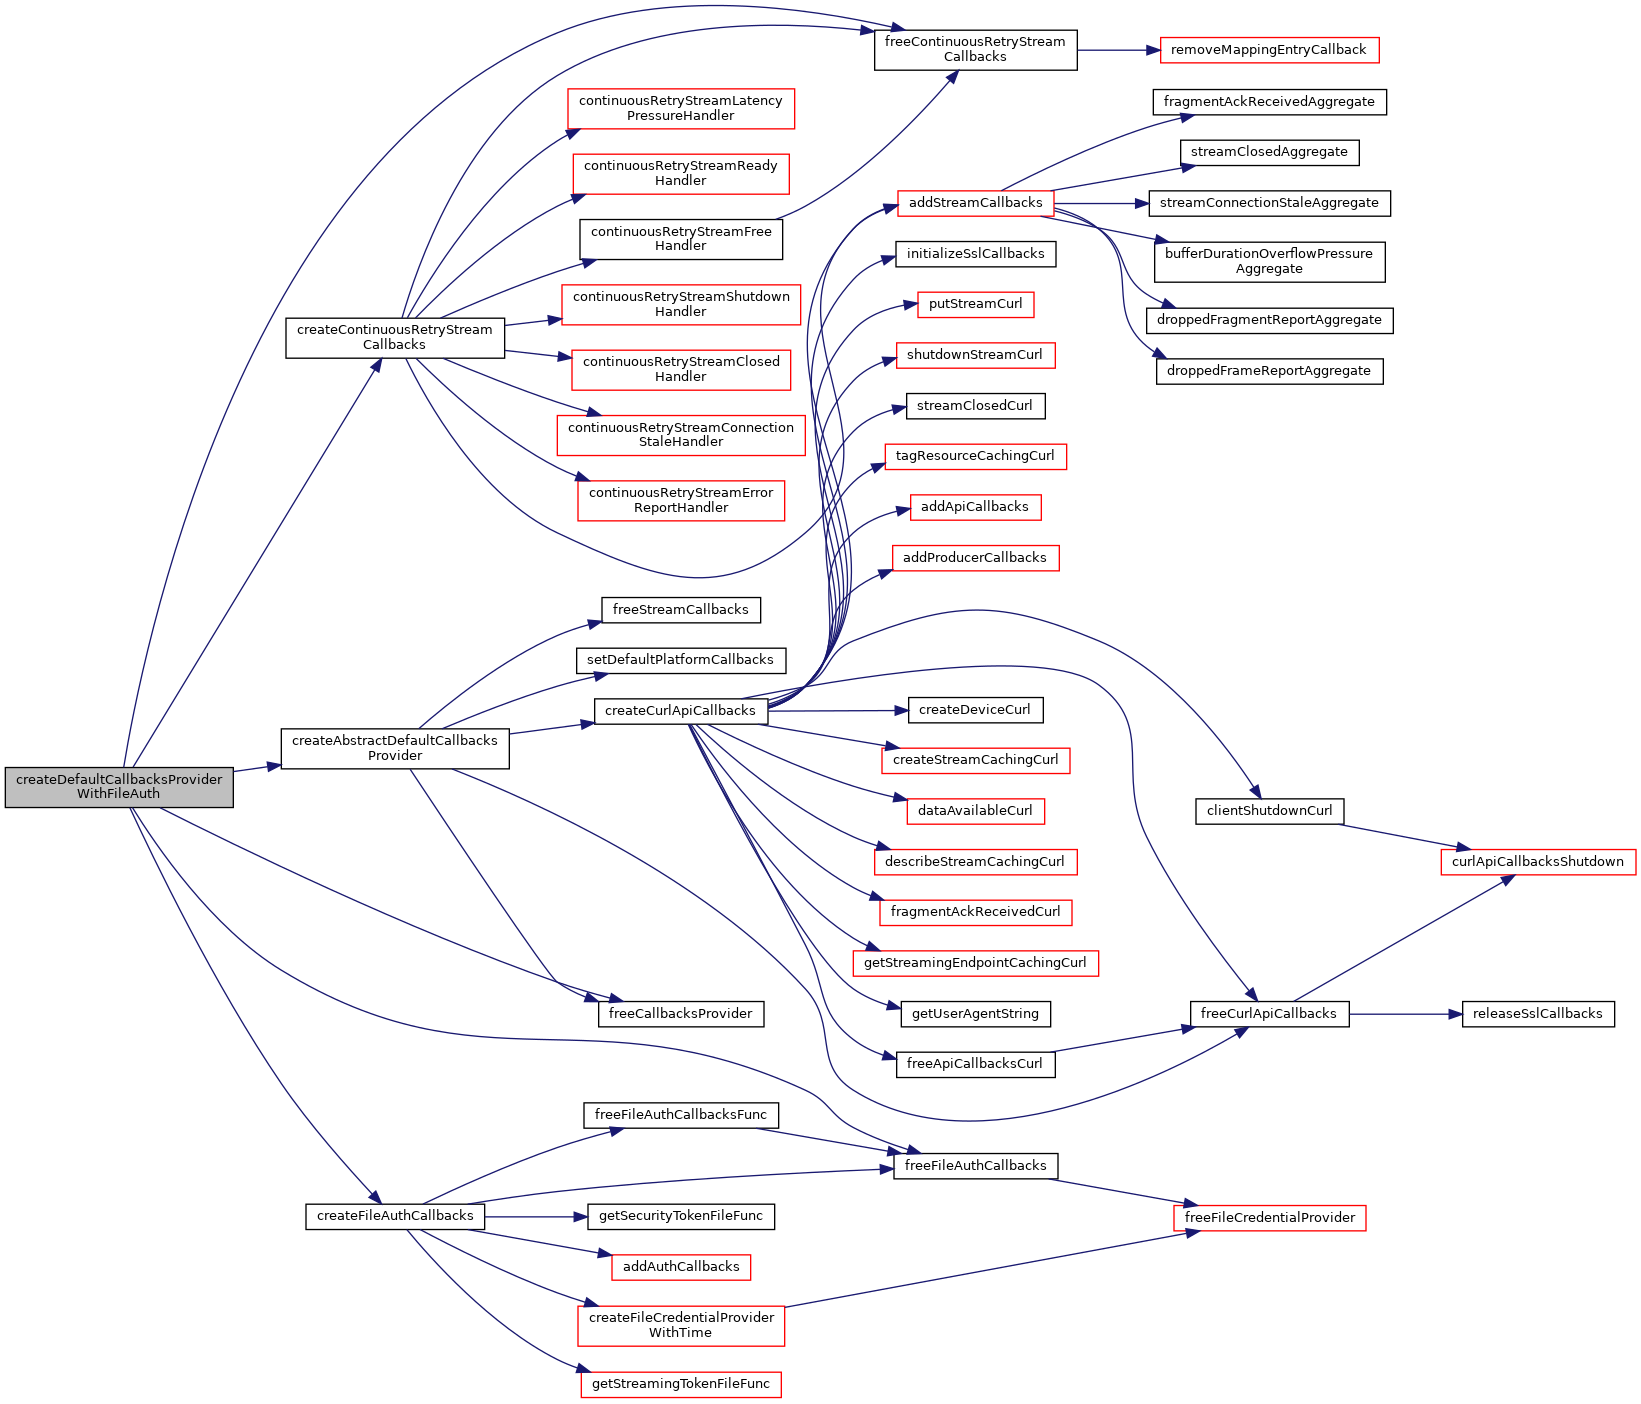 createDefaultCallbacksProvider
WithFileAuth
createContinuousRetryStream
Callbacks
createAbstractDefaultCallbacks
Provider
createFileAuthCallbacks
continuousRetryStreamLatency
PressureHandler
continuousRetryStreamReady
Handler
continuousRetryStreamFree
Handler
continuousRetryStreamShutdown
Handler
continuousRetryStreamClosed
Handler
continuousRetryStreamConnection
StaleHandler
continuousRetryStreamError
ReportHandler
freeStreamCallbacks
setDefaultPlatformCallbacks
createCurlApiCallbacks
freeCallbacksProvider
freeFileAuthCallbacksFunc
getSecurityTokenFileFunc
addAuthCallbacks
createFileCredentialProvider
WithTime
getStreamingTokenFileFunc
freeContinuousRetryStream
Callbacks
addStreamCallbacks
initializeSslCallbacks
putStreamCurl
shutdownStreamCurl
streamClosedCurl
tagResourceCachingCurl
addApiCallbacks
addProducerCallbacks
createDeviceCurl
createStreamCachingCurl
dataAvailableCurl
describeStreamCachingCurl
fragmentAckReceivedCurl
getStreamingEndpointCachingCurl
getUserAgentString
freeApiCallbacksCurl
freeFileAuthCallbacks
removeMappingEntryCallback
fragmentAckReceivedAggregate
streamClosedAggregate
streamConnectionStaleAggregate
bufferDurationOverflowPressure
Aggregate
droppedFragmentReportAggregate
droppedFrameReportAggregate
clientShutdownCurl
freeCurlApiCallbacks
freeFileCredentialProvider
curlApiCallbacksShutdown
releaseSslCallbacks